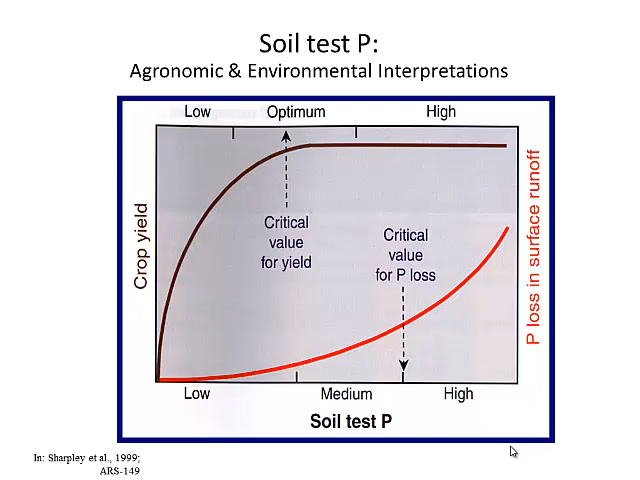 Soil test P:
Agronomic & Environmental Interpretations
Low Optimum High
Crop yield
Critical
value
for yield
Critical
value
for P loss
P loss in surface runoff
Low Medium High
Soil test P
In: Sharpley et al., 1999;
ARS-149